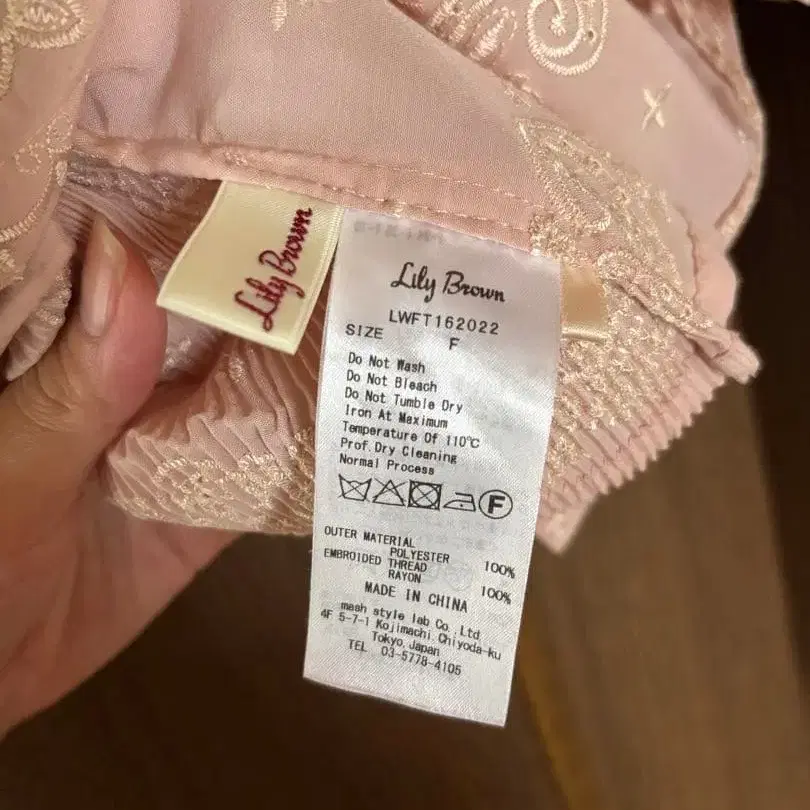 Lily Brown
Lily Brown
LWFT162022
SIZE F
Do Not Wash
Do Not Bleach
Do Not Tumble Dry
Iron At Maximum
Temperature Of 110℃
Prof.Dry Cleaning
Normal Process
F
OUTER MATERIAL
POLYESTER 100%
EMBROIDED THREAD
RAYON 100%
MADE IN CHINA
mash style lab Co.,Ltd
4F 5-7-1 Kojimachi Chiyoda-ku
Tokyo,Japan
TEL 03-5778-4105